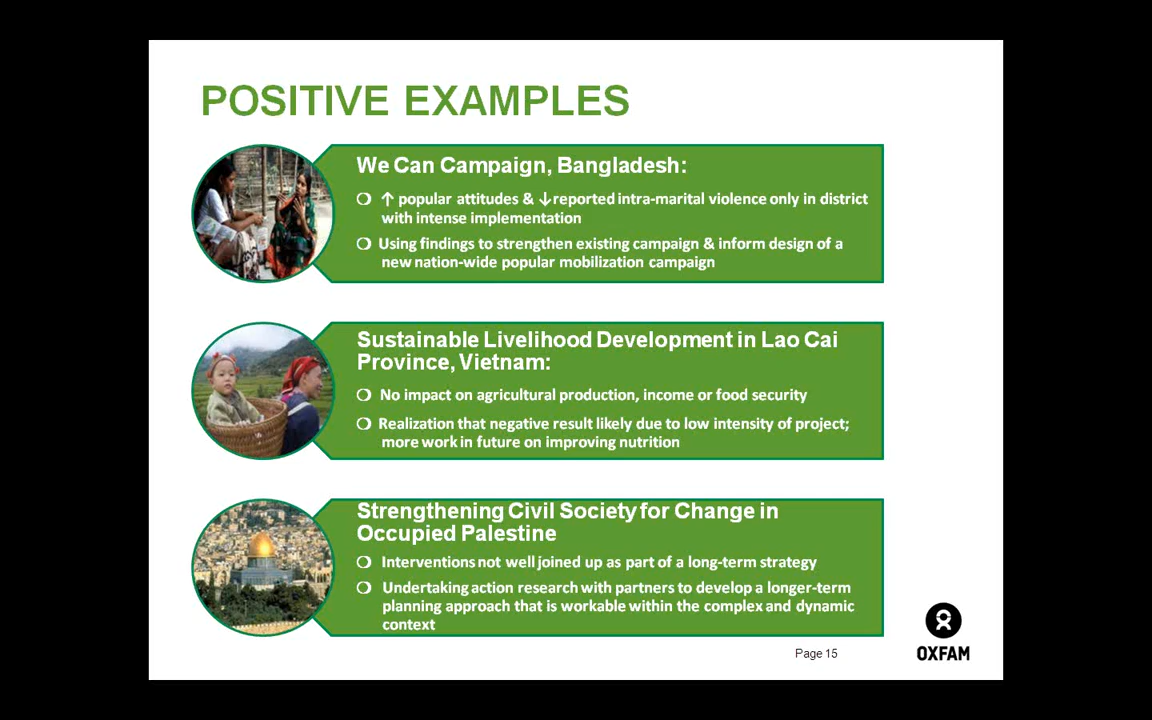 POSITIVE EXAMPLES
We Can Campaign, Bangladesh:
❍ ↑ popular attitudes & ↓reported intra-marital violence only in district
with intense implementation
❍ Using findings to strengthen existing campaign & inform design of a
new nation-wide popular mobilization campaign
Sustainable Livelihood Development in Lao Cai
Province, Vietnam:
❍ No impact on agricultural production, income or food security
❍ Realization that negative result likely due to low intensity of project;
more work in future on improving nutrition
Strengthening Civil Society for Change in
Occupied Palestine
❍ Interventions not well joined up as part of a long-term strategy
❍ Undertaking action research with partners to develop a longer-term
planning approach that is workable within the complex and dynamic
context
Page 15
OXFAM